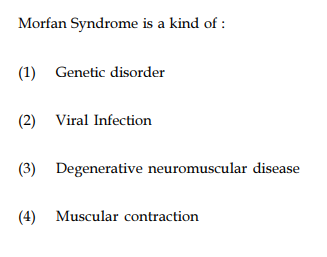 Morfan Syndrome is a kind of :
(1) Genetic disorder
(2) Viral Infection
(3) Degenerative neuromuscular disease
(4) Muscular contraction